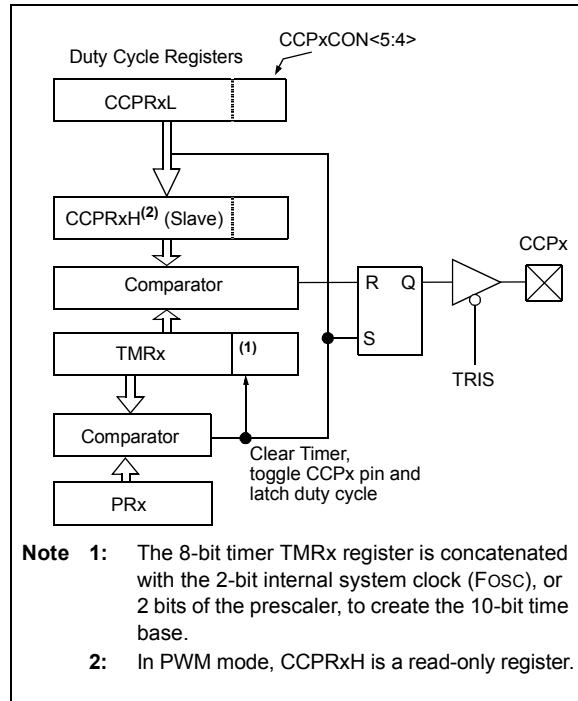 CCPxCON<5:4>
Duty Cycle Registers
CCPRxL
CCPRxH(2) (Slave)
CCPx
Comparator
R Q
S
TMRx (1)
TRIS
Comparator
Clear Timer,
toggle CCPx pin and
latch duty cycle
PRx
Note 1: The 8-bit timer TMRx register is concatenated
with the 2-bit internal system clock (FOSC), or
2 bits of the prescaler, to create the 10-bit time
base.
2: In PWM mode, CCPRxH is a read-only register.